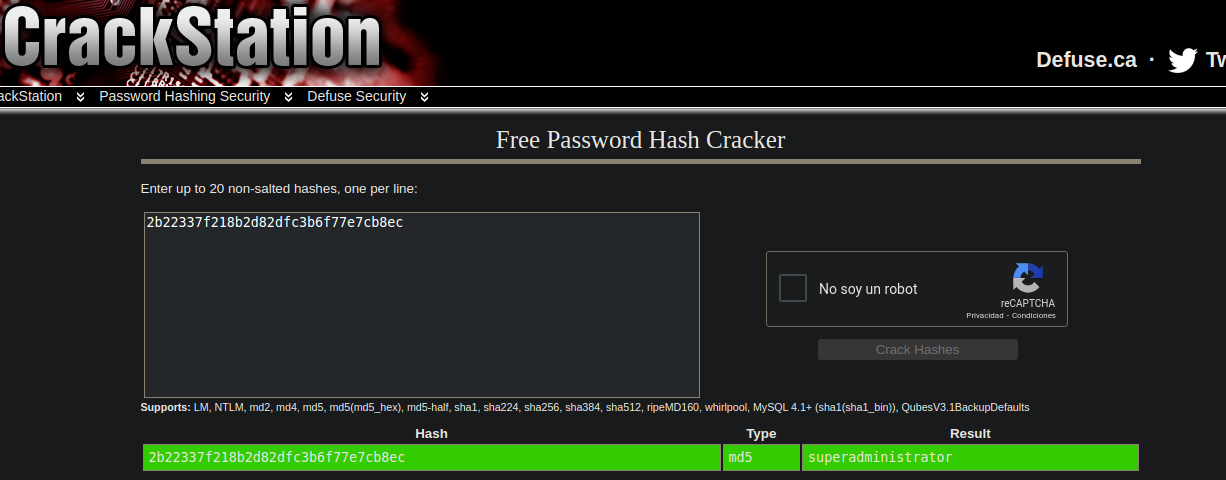 CrackStation
Defuse.ca · Tw
ackStation Password Hashing Security Defuse Security
Free Password Hash Cracker
Enter up to 20 non-salted hashes, one per line:
2b22337f218b2d82dfc3b6f77e7cb8ec
No soy un robot
reCAPTCHA
Privacidad - Condiciones
Crack Hashes
Supports: LM, NTLM, md2, md4, md5, md5(md5_hex), md5-half, sha1, sha224, sha256, sha384, sha512, ripeMD160, whirlpool, MySQL 4.1+ (sha1(sha1_bin)), QubesV3.1BackupDefaults
Hash Type Result
2b22337f218b2d82dfc3b6f77e7cb8ec md5 superadministrator